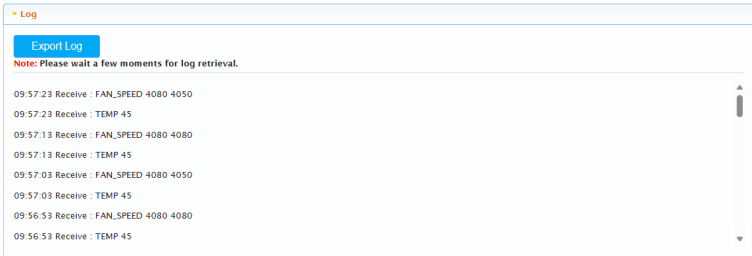 Log
Export Log
Note: Please wait a few moments for log retrieval.
09:57:23 Receive : FAN_SPEED 4080 4050
09:57:23 Receive : TEMP 45
09:57:13 Receive : FAN_SPEED 4080 4080
09:57:13 Receive : TEMP 45
09:57:03 Receive : FAN_SPEED 4080 4050
09:57:03 Receive : TEMP 45
09:56:53 Receive : FAN_SPEED 4080 4080
09:56:53 Receive : TEMP 45